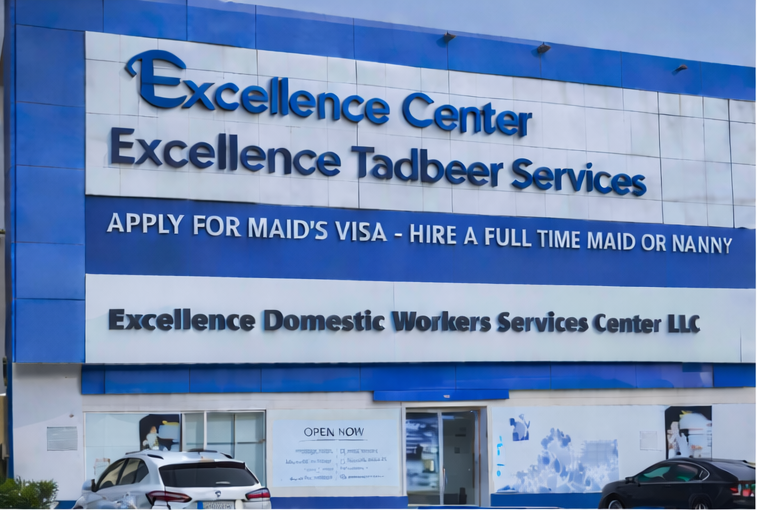 Excellence Center
Excellence Tadbeer Services
APPLY FOR MAID'S VISA - HIRE A FULL TIME MAID OR NANNY
Excellence Domestic Workers Services Center LLC
OPEN NOW